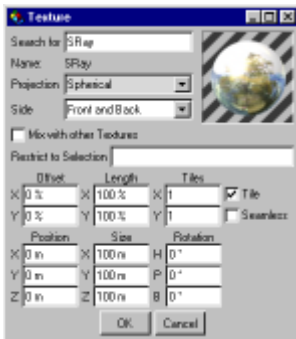 Texture
Search for SRay
Name: SRay
Projection Spherical
Side Front and Back
Mix with other Textures
Restrict to Selection
Offset Length Tiles
X 0 % X 100 % X 1 Tile
Y 0 % Y 100 % Y 1 Seamless
Position Size Rotation
X 0 m X 100 m H 0 °
Y 0 m Y 100 m P 0 °
Z 0 m Z 100 m B 0 °
OK Cancel